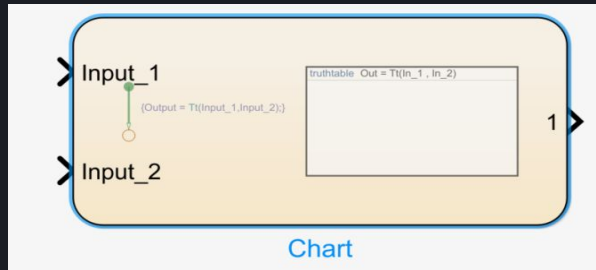 Input_1
truthtable Out = Tt(In_1 , In_2)
{Output = Tt(Input_1,Input_2);}
1
Input_2
Chart